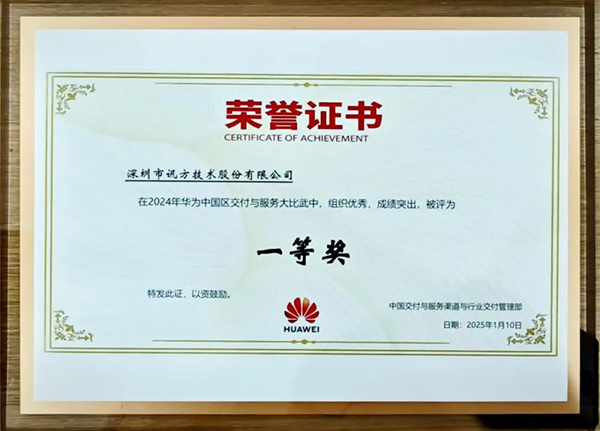 荣誉证书
CERTIFICATE OF ACHIEVEMENT
深圳市讯方技术股份有限公司
在2024年华为中国区交付与服务大比武中，组织优秀，成绩突出，被评为
一等奖
特发此证，以资鼓励。
HUAWEI
中国交付与服务渠道与行业交付管理部
日期：2025年1月10日